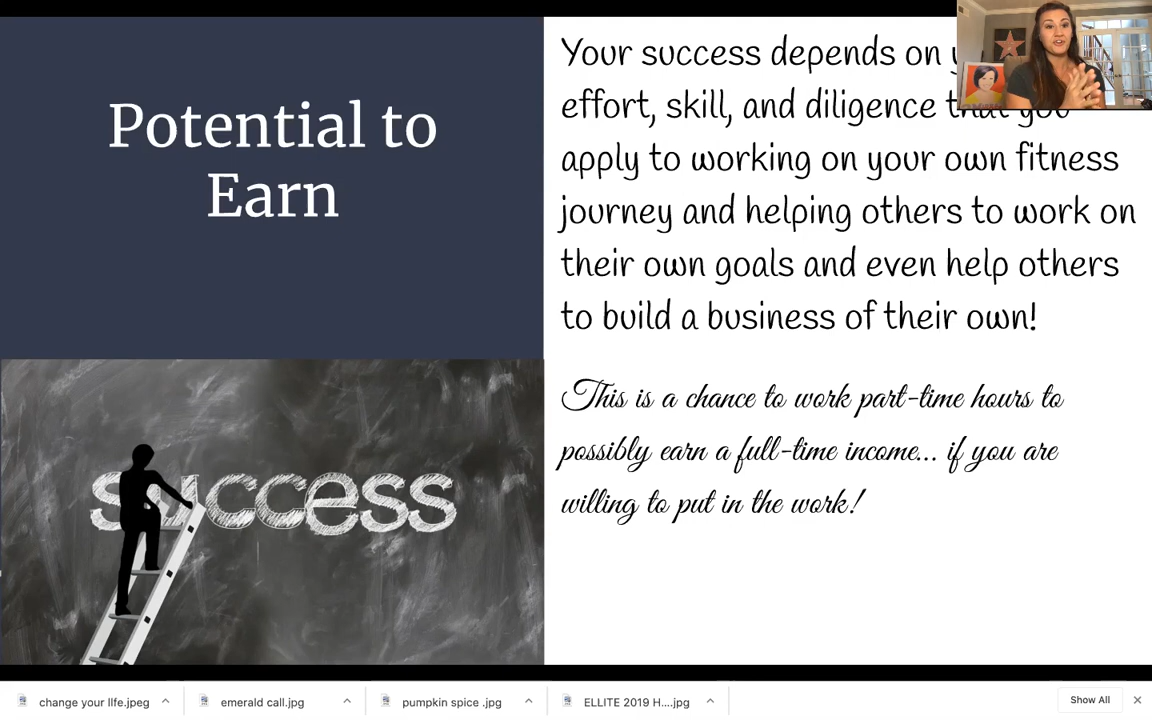 Potential to
Earn
Your success depends on
effort, skill, and diligence that you
apply to working on your own fitness
journey and helping others to work on
their own goals and even help others
to build a business of their own!
This is a chance to work part-time hours to
possibly earn a full-time income... if you are
willing to put in the work!
success
change your llfe.jpeg
emerald call.jpg
pumpkin spice .jpg
ELLITE 2019 H....jpg
Show All